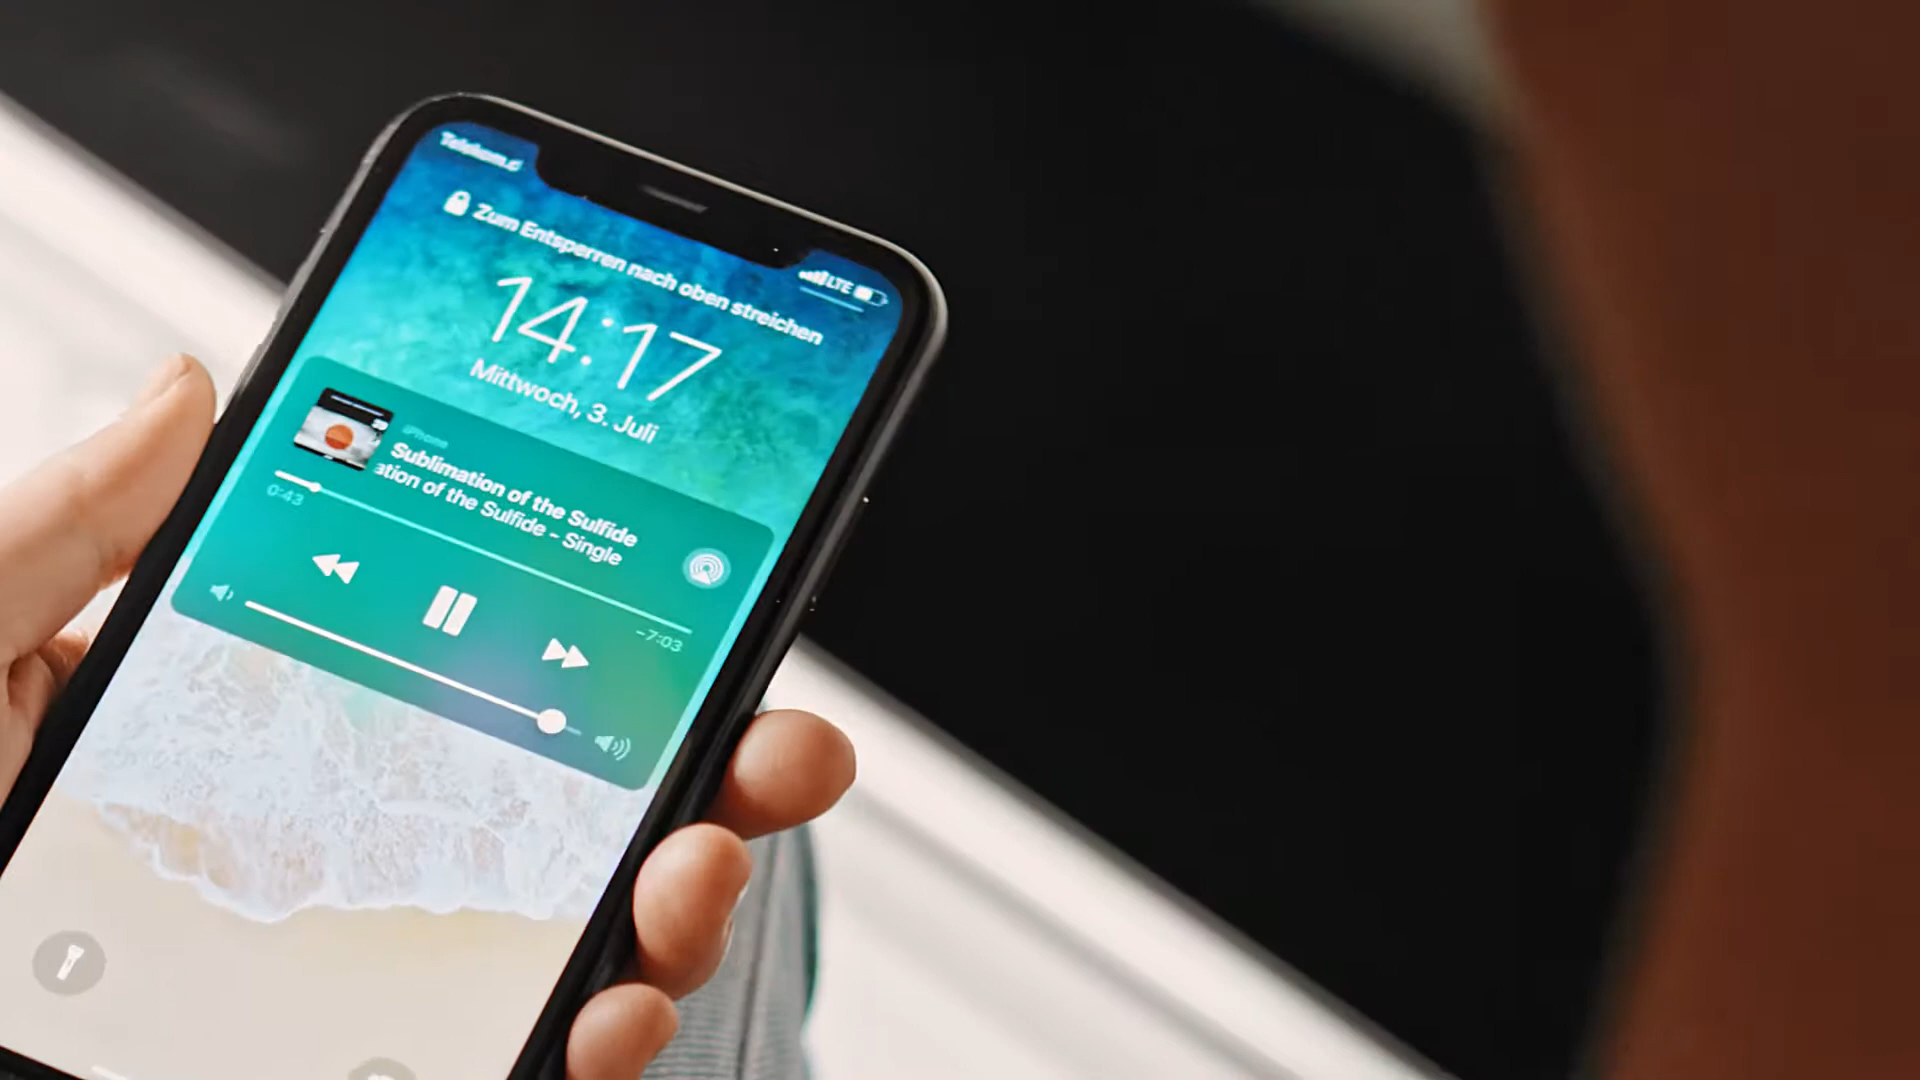 Telekom.d
Zum Entsperren nach oben streichen
LTE
14:17
Mittwoch, 3. Juli
iPhone
Sublimation of the Sulfide
ation of the Sulfide - Single
0:43
-7:03